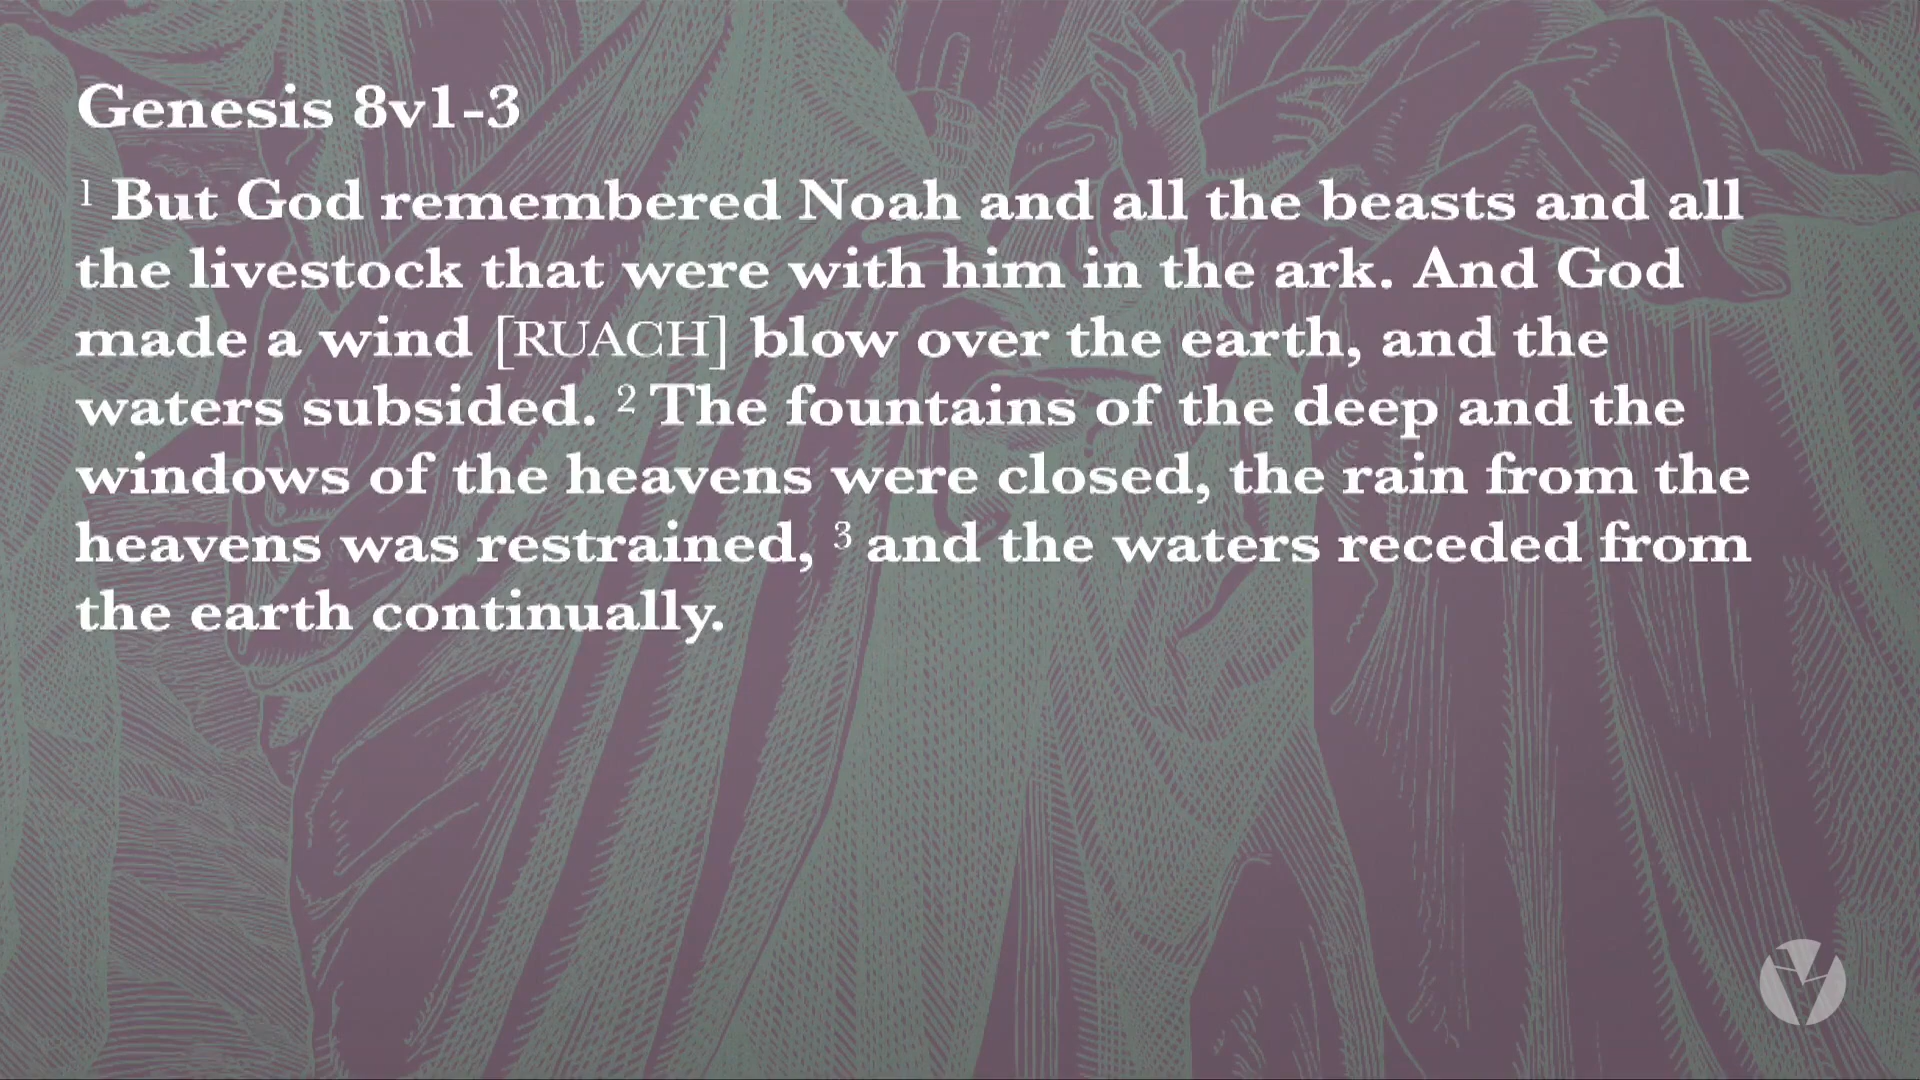 Genesis 8v1-3
1 But God remembered Noah and all the beasts and all
the livestock that were with him in the ark. And God
made a wind [RUACH] blow over the earth, and the
waters subsided. 2 The fountains of the deep and the
windows of the heavens were closed, the rain from the
heavens was restrained, 3 and the waters receded from
the earth continually.